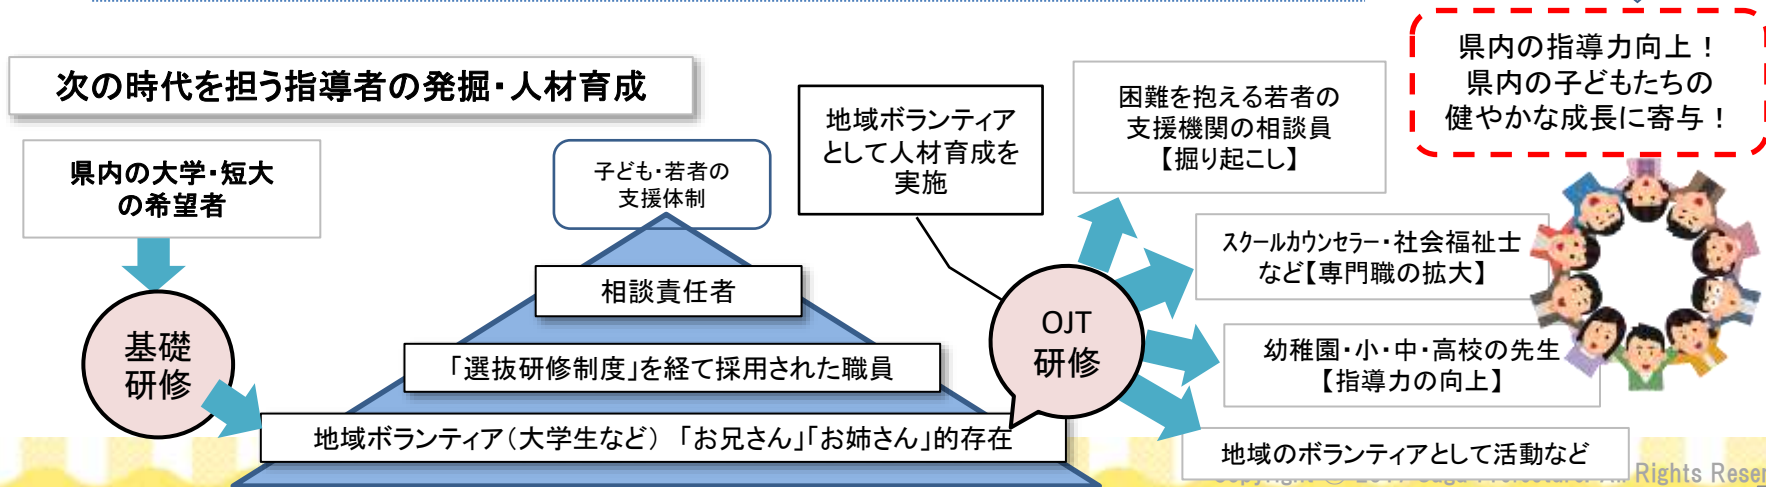 次の時代を担う指導者の発掘・人材育成
県内の大学・短大
の希望者
基礎
研修
子ども・若者の
支援体制
相談責任者
「選抜研修制度」を経て採用された職員
地域ボランティア（大学生など）　「お兄さん」「お姉さん」的存在
地域ボランティア
として人材育成を
実施
OJT
研修
困難を抱える若者の
支援機関の相談員
【掘り起こし】
スクールカウンセラー・社会福祉士
など【専門職の拡大】
幼稚園・小・中・高校の先生
【指導力の向上】
地域のボランティアとして活動など
県内の指導力向上！
県内の子どもたちの
健やかな成長に寄与！
Rights